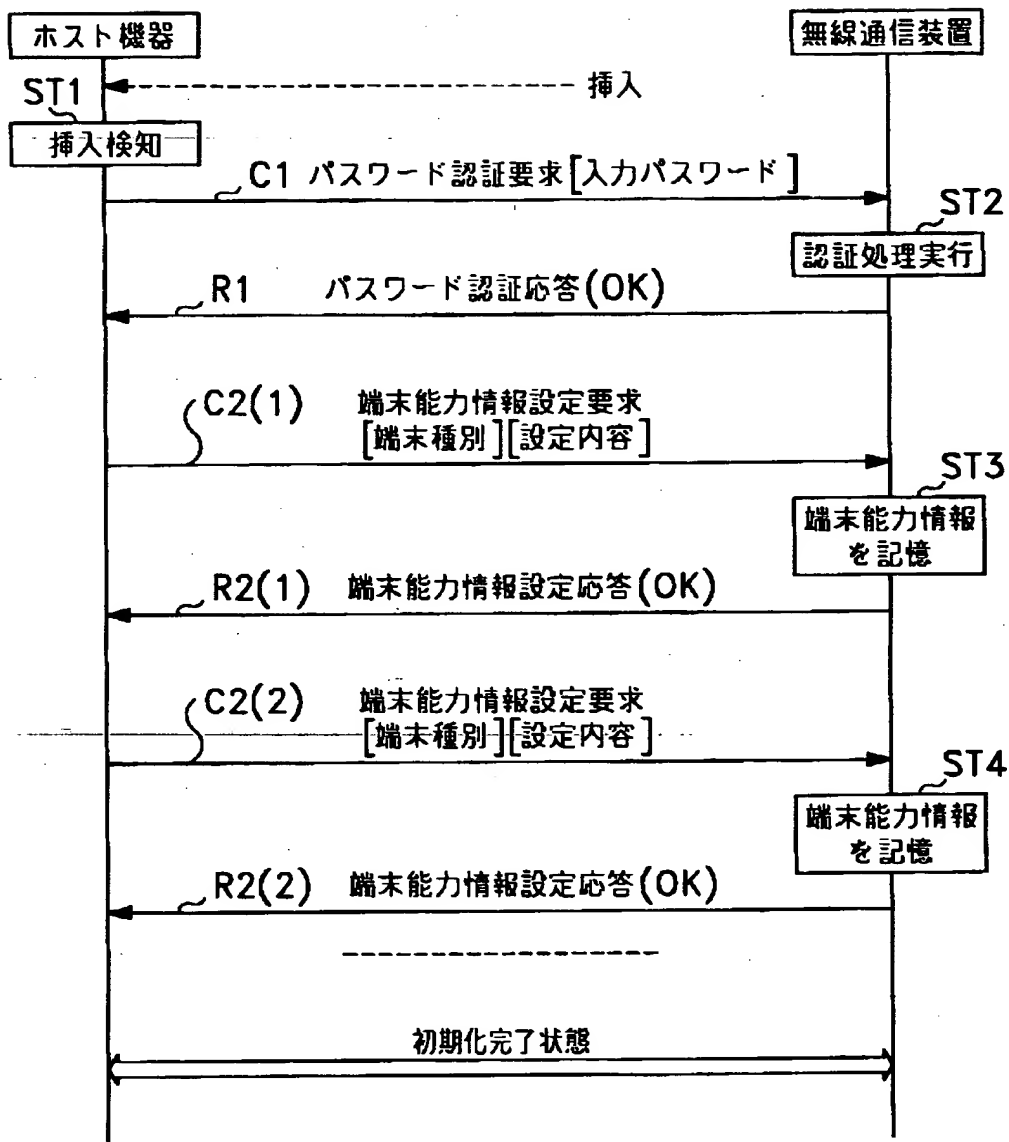 ホスト機器
無線通信装置
挿入
ST1
挿入検知
C1 パスワード認証要求[入力パスワード]
ST2
認証処理実行
R1 パスワード認証応答(OK)
C2(1) 端末能力情報設定要求
[端末種別][設定内容]
ST3
端末能力情報
を記憶
R2(1) 端末能力情報設定応答(OK)
C2(2) 端末能力情報設定要求
[端末種別][設定内容]
ST4
端末能力情報
を記憶
R2(2) 端末能力情報設定応答(OK)
初期化完了状態